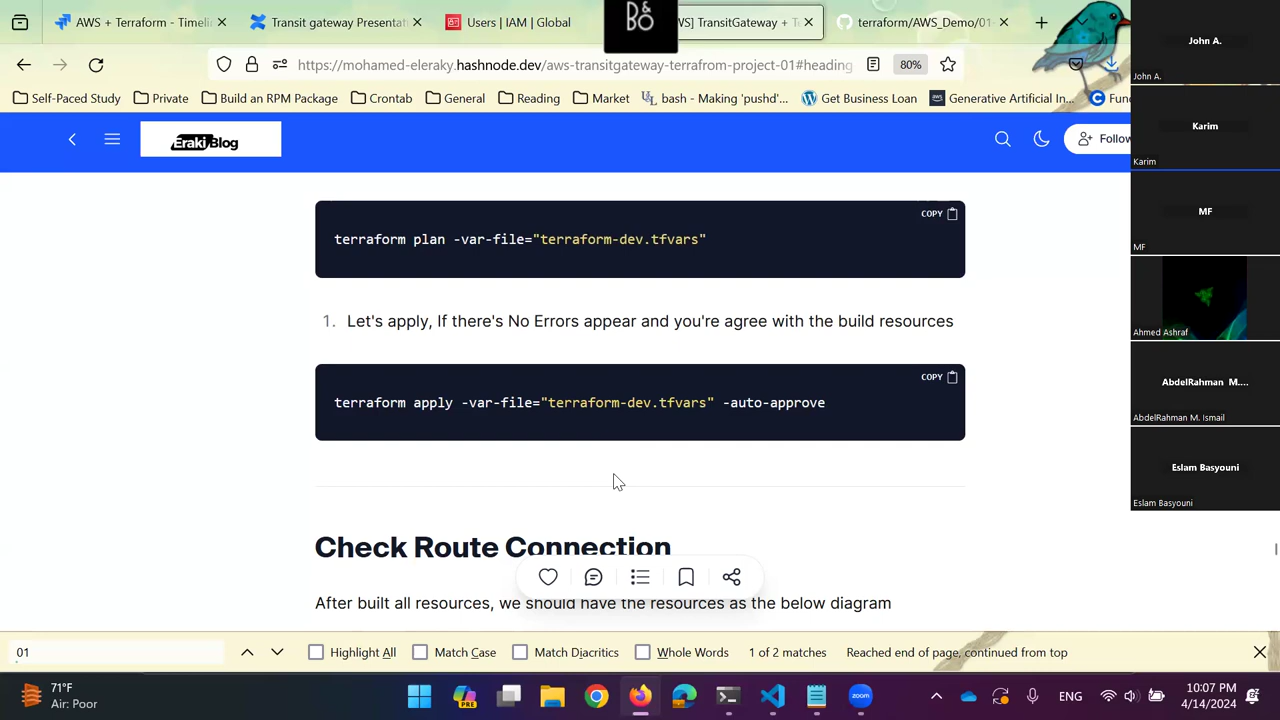 AWS + Terraform - Timeli
Transit gateway Presentat
Users | IAM | Global
WS] TransitGateway + T
terraform/AWS_Demo/01-
B&O
https://mohamed-eleraky.hashnode.dev/aws-transitgateway-terrafrom-project-01#heading
80%
Self-Paced Study
Private
Build an RPM Package
Crontab
General
Reading
Market
bash - Making 'pushd'...
Get Business Loan
Generative Artificial In...
Fun
Eraki Blog
Follow
COPY
terraform plan -var-file="terraform-dev.tfvars"
1. Let's apply, If there's No Errors appear and you're agree with the build resources
COPY
terraform apply -var-file="terraform-dev.tfvars" -auto-approve
Check Route Connection
After built all resources, we should have the resources as the below diagram
01
Highlight All
Match Case
Match Diacritics
Whole Words
1 of 2 matches
Reached end of page, continued from top
John A.
John A.
Karim
Karim
MF
MF
Ahmed Ashraf
AbdelRahman M....
AbdelRahman M. Ismail
Eslam Basyouni
Eslam Basyouni
71°F
Air: Poor
PRE
zoom
ENG
10:07 PM
4/14/2024